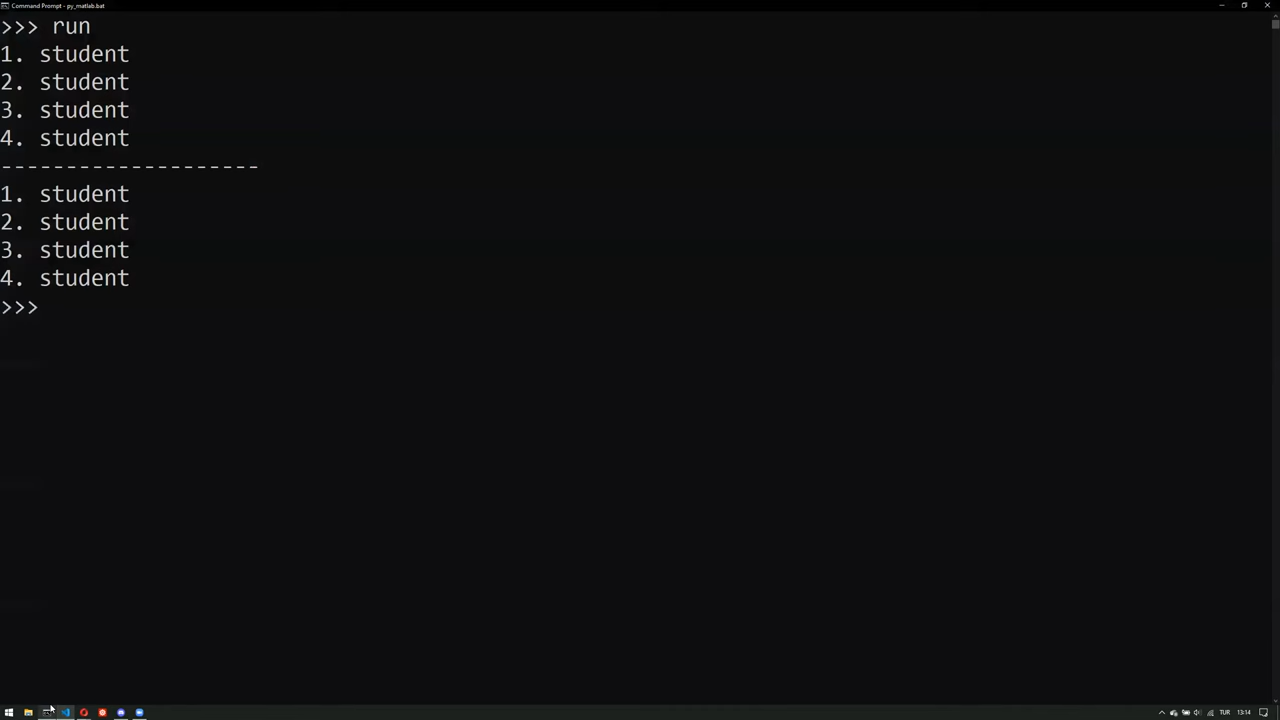 Command Prompt - py_matlab.bat
>>> run
1. student
2. student
3. student
4. student
--------------------
1. student
2. student
3. student
4. student
>>>
TUR 13:14